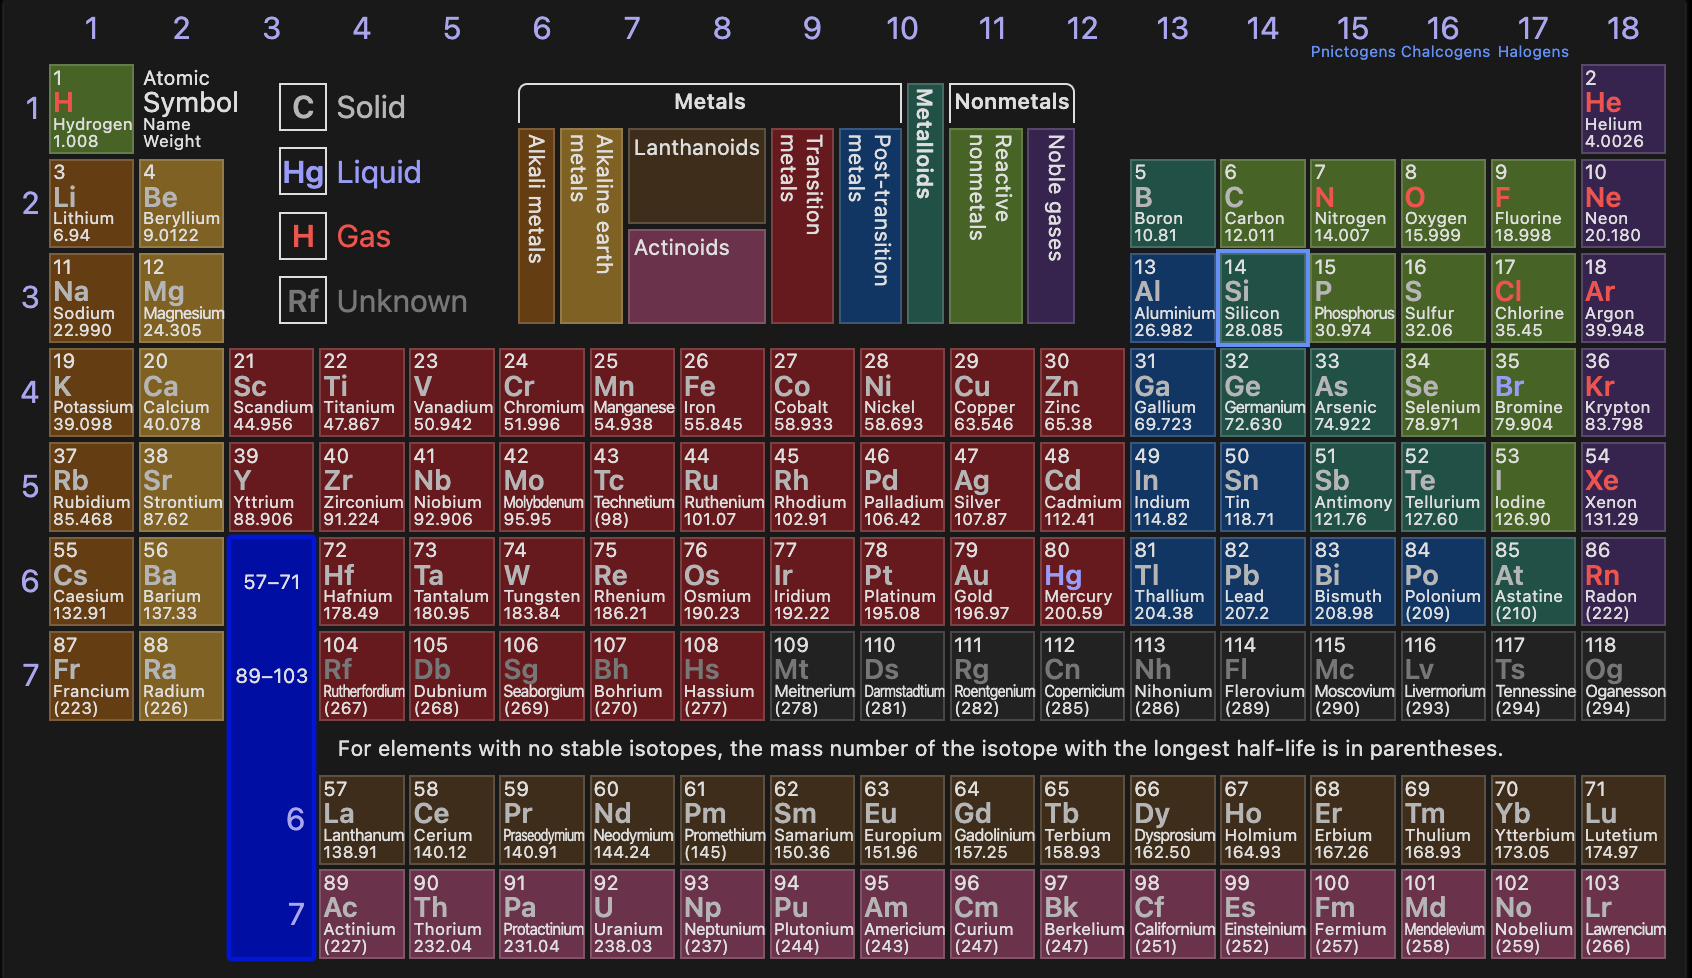 1 2 3 4 5 6 7 8 9 10 11 12 13 14 15 16 17 18
Pnictogens Chalcogens Halogens
1
1
H
Hydrogen
1.008
Atomic
Symbol
Name
Weight
C Solid
Hg Liquid
H Gas
Rf Unknown
Metals
Metalloids
Nonmetals
Alkali metals
Alkaline earth metals
Lanthanoids
Actinoids
Transition metals
Post-transition metals
Reactive nonmetals
Noble gases
2
He
Helium
4.0026
2
3
Li
Lithium
6.94
4
Be
Beryllium
9.0122
5
B
Boron
10.81
6
C
Carbon
12.011
7
N
Nitrogen
14.007
8
O
Oxygen
15.999
9
F
Fluorine
18.998
10
Ne
Neon
20.180
3
11
Na
Sodium
22.990
12
Mg
Magnesium
24.305
13
Al
Aluminium
26.982
14
Si
Silicon
28.085
15
P
Phosphorus
30.974
16
S
Sulfur
32.06
17
Cl
Chlorine
35.45
18
Ar
Argon
39.948
4
19
K
Potassium
39.098
20
Ca
Calcium
40.078
21
Sc
Scandium
44.956
22
Ti
Titanium
47.867
23
V
Vanadium
50.942
24
Cr
Chromium
51.996
25
Mn
Manganese
54.938
26
Fe
Iron
55.845
27
Co
Cobalt
58.933
28
Ni
Nickel
58.693
29
Cu
Copper
63.546
30
Zn
Zinc
65.38
31
Ga
Gallium
69.723
32
Ge
Germanium
72.630
33
As
Arsenic
74.922
34
Se
Selenium
78.971
35
Br
Bromine
79.904
36
Kr
Krypton
83.798
5
37
Rb
Rubidium
85.468
38
Sr
Strontium
87.62
39
Y
Yttrium
88.906
40
Zr
Zirconium
91.224
41
Nb
Niobium
92.906
42
Mo
Molybdenum
95.95
43
Tc
Technetium
(98)
44
Ru
Ruthenium
101.07
45
Rh
Rhodium
102.91
46
Pd
Palladium
106.42
47
Ag
Silver
107.87
48
Cd
Cadmium
112.41
49
In
Indium
114.82
50
Sn
Tin
118.71
51
Sb
Antimony
121.76
52
Te
Tellurium
127.60
53
I
Iodine
126.90
54
Xe
Xenon
131.29
6
55
Cs
Caesium
132.91
56
Ba
Barium
137.33
57–71
72
Hf
Hafnium
178.49
73
Ta
Tantalum
180.95
74
W
Tungsten
183.84
75
Re
Rhenium
186.21
76
Os
Osmium
190.23
77
Ir
Iridium
192.22
78
Pt
Platinum
195.08
79
Au
Gold
196.97
80
Hg
Mercury
200.59
81
Tl
Thallium
204.38
82
Pb
Lead
207.2
83
Bi
Bismuth
208.98
84
Po
Polonium
(209)
85
At
Astatine
(210)
86
Rn
Radon
(222)
7
87
Fr
Francium
(223)
88
Ra
Radium
(226)
89–103
104
Rf
Rutherfordium
(267)
105
Db
Dubnium
(268)
106
Sg
Seaborgium
(269)
107
Bh
Bohrium
(270)
108
Hs
Hassium
(277)
109
Mt
Meitnerium
(278)
110
Ds
Darmstadtium
(281)
111
Rg
Roentgenium
(282)
112
Cn
Copernicium
(285)
113
Nh
Nihonium
(286)
114
Fl
Flerovium
(289)
115
Mc
Moscovium
(290)
116
Lv
Livermorium
(293)
117
Ts
Tennessine
(294)
118
Og
Oganesson
(294)
For elements with no stable isotopes, the mass number of the isotope with the longest half-life is in parentheses.
6
57
La
Lanthanum
138.91
58
Ce
Cerium
140.12
59
Pr
Praseodymium
140.91
60
Nd
Neodymium
144.24
61
Pm
Promethium
(145)
62
Sm
Samarium
150.36
63
Eu
Europium
151.96
64
Gd
Gadolinium
157.25
65
Tb
Terbium
158.93
66
Dy
Dysprosium
162.50
67
Ho
Holmium
164.93
68
Er
Erbium
167.26
69
Tm
Thulium
168.93
70
Yb
Ytterbium
173.05
71
Lu
Lutetium
174.97
7
89
Ac
Actinium
(227)
90
Th
Thorium
232.04
91
Pa
Protactinium
231.04
92
U
Uranium
238.03
93
Np
Neptunium
(237)
94
Pu
Plutonium
(244)
95
Am
Americium
(243)
96
Cm
Curium
(247)
97
Bk
Berkelium
(247)
98
Cf
Californium
(251)
99
Es
Einsteinium
(252)
100
Fm
Fermium
(257)
101
Md
Mendelevium
(258)
102
No
Nobelium
(259)
103
Lr
Lawrencium
(266)